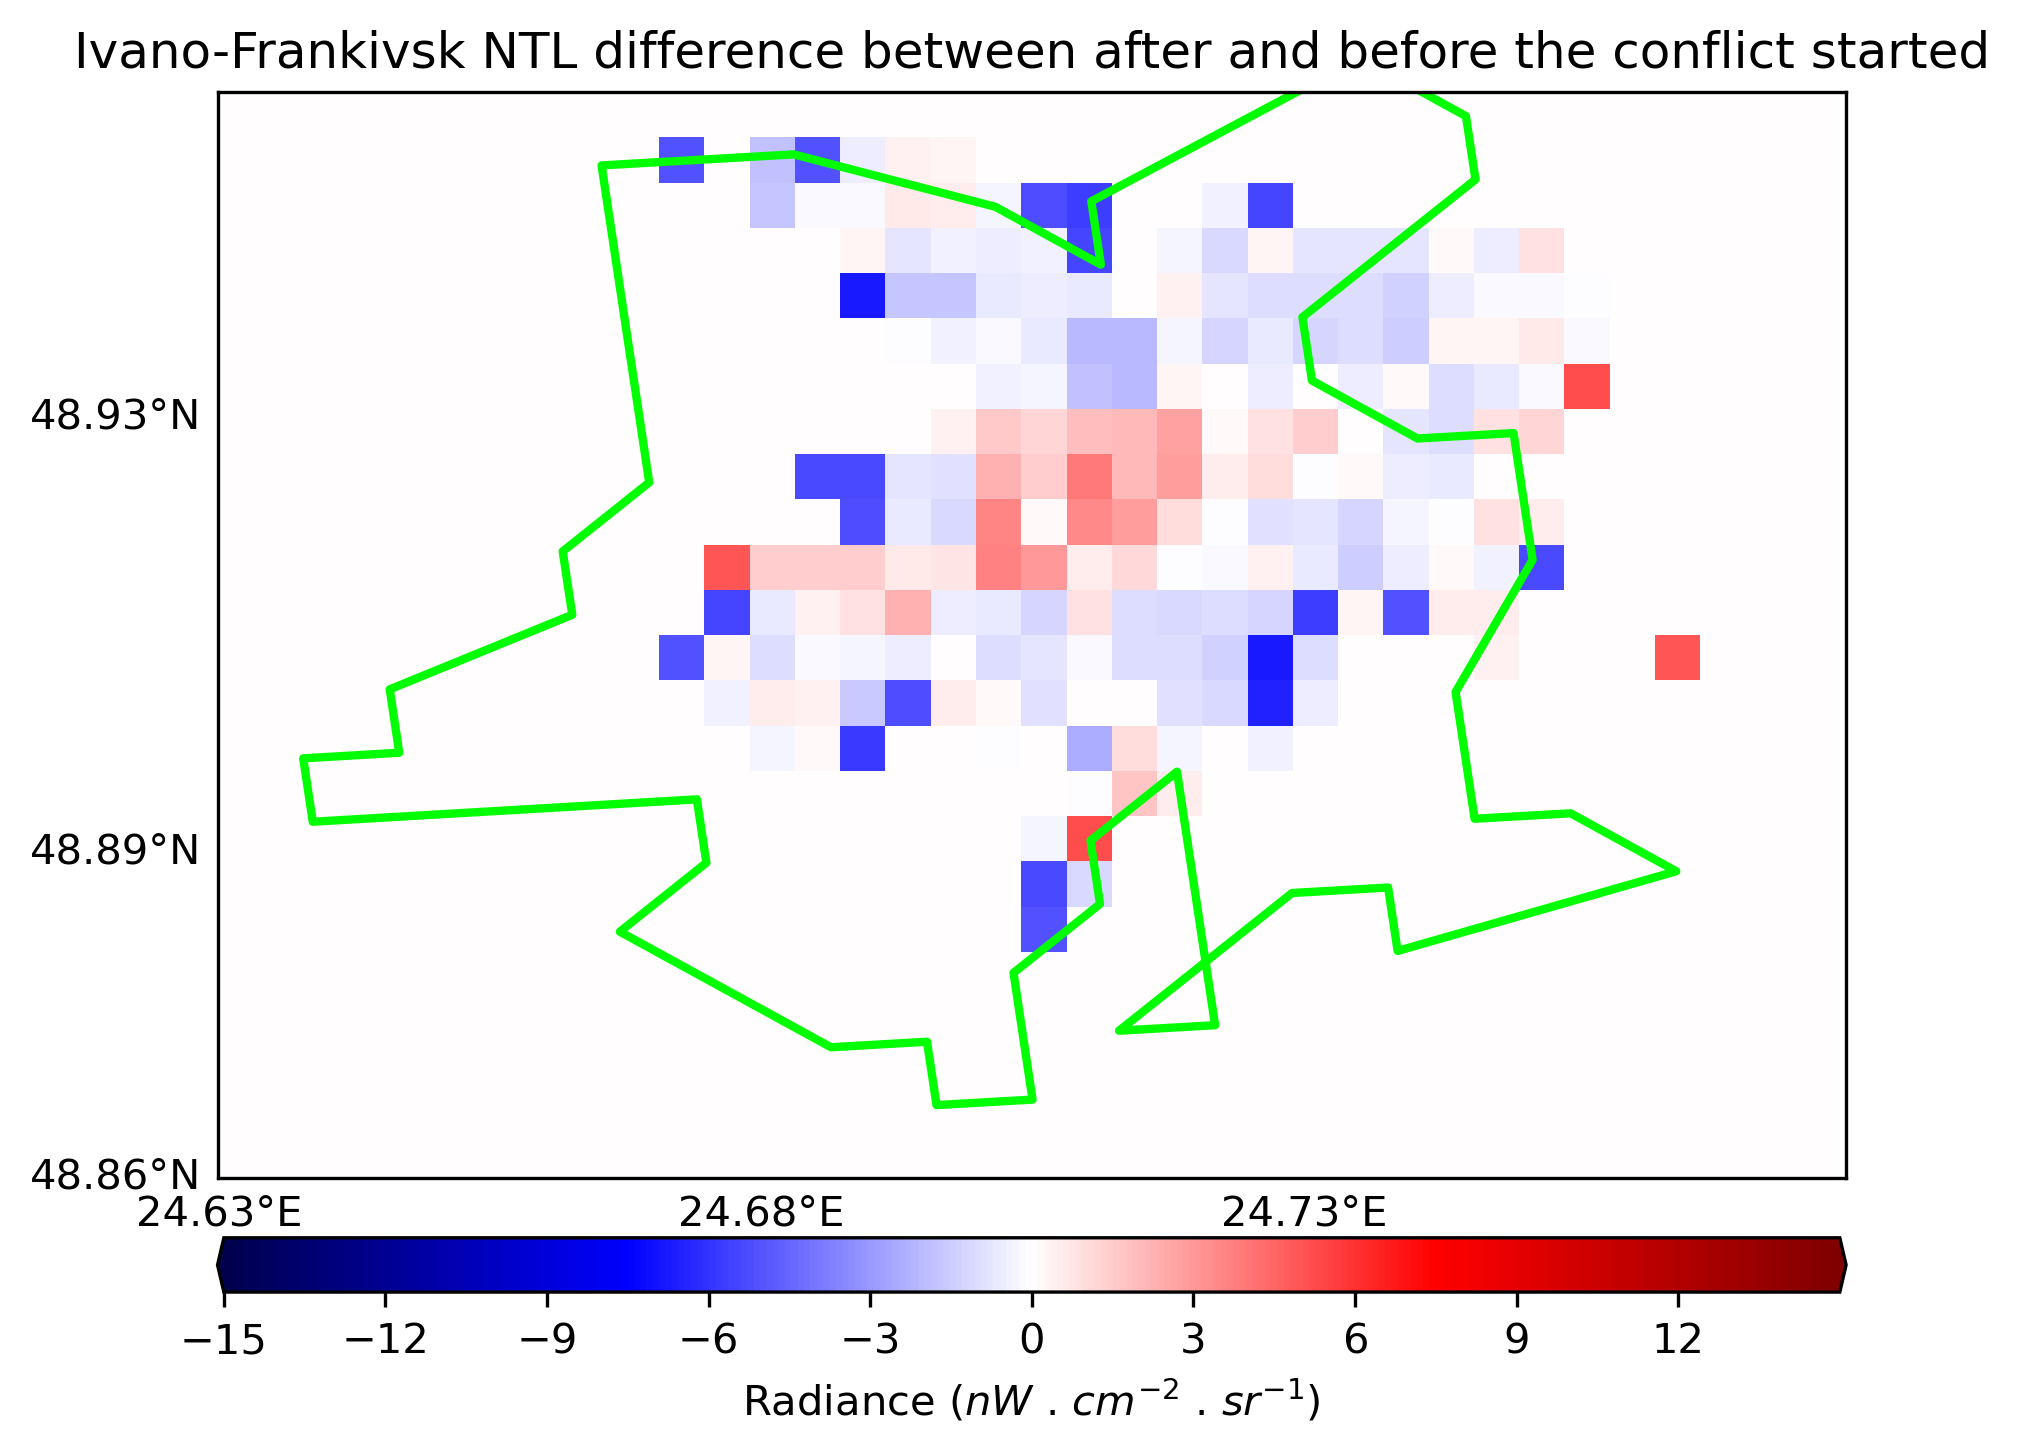 Ivano-Frankivsk NTL difference between after and before the conflict started
48.93°N
48.89°N
48.86°N
24.63°E 24.68°E 24.73°E
−15 −12 −9 −6 −3 0 3 6 9 12
Radiance (nW . cm⁻² . sr⁻¹)